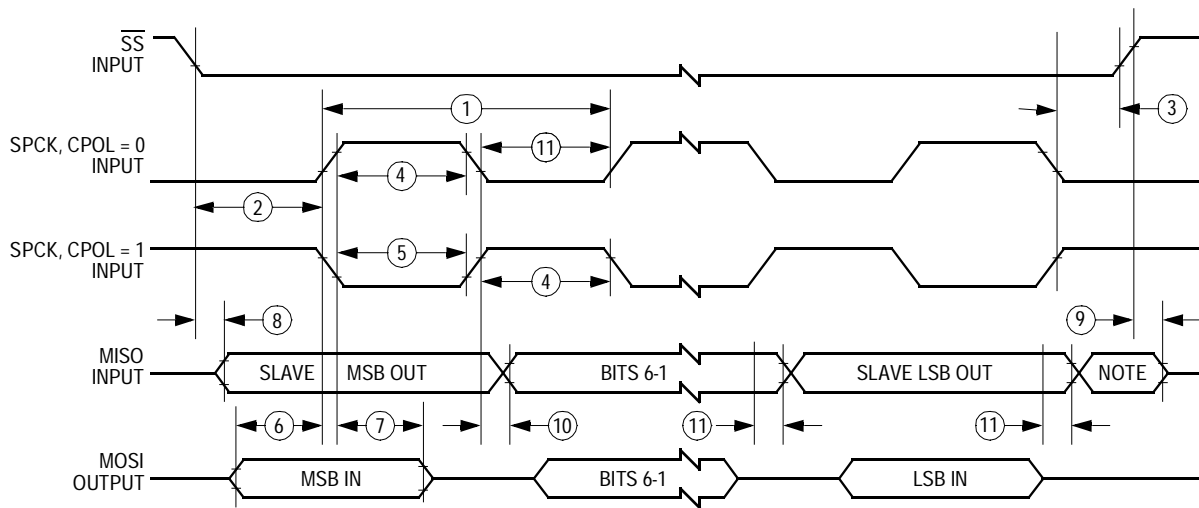 SS
INPUT
1
3
SPCK, CPOL = 0
INPUT
11
4
2
SPCK, CPOL = 1
INPUT
5
4
8
9
MISO
INPUT
SLAVE MSB OUT
BITS 6-1
SLAVE LSB OUT
NOTE
6
7
10
11
11
MOSI
OUTPUT
MSB IN
BITS 6-1
LSB IN